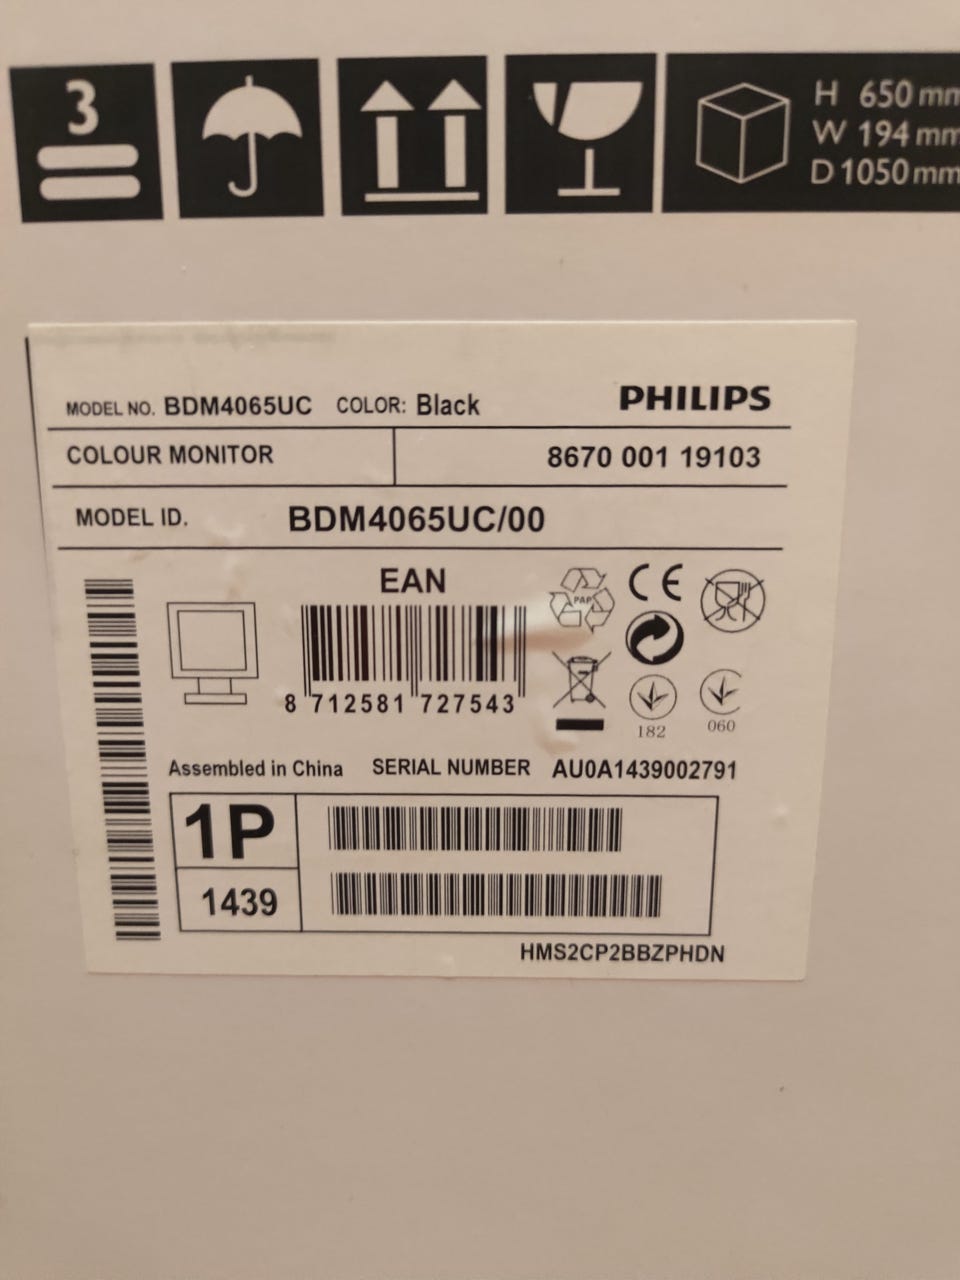 3
H 650 mm
W 194 mm
D 1050 mm
MODEL NO. BDM4065UC COLOR: Black PHILIPS
COLOUR MONITOR 8670 001 19103
MODEL ID. BDM4065UC/00
EAN
PAP
CE
8 712581 727543
182
060
Assembled in China SERIAL NUMBER AU0A1439002791
1P
1439
HMS2CP2BBZPHDN